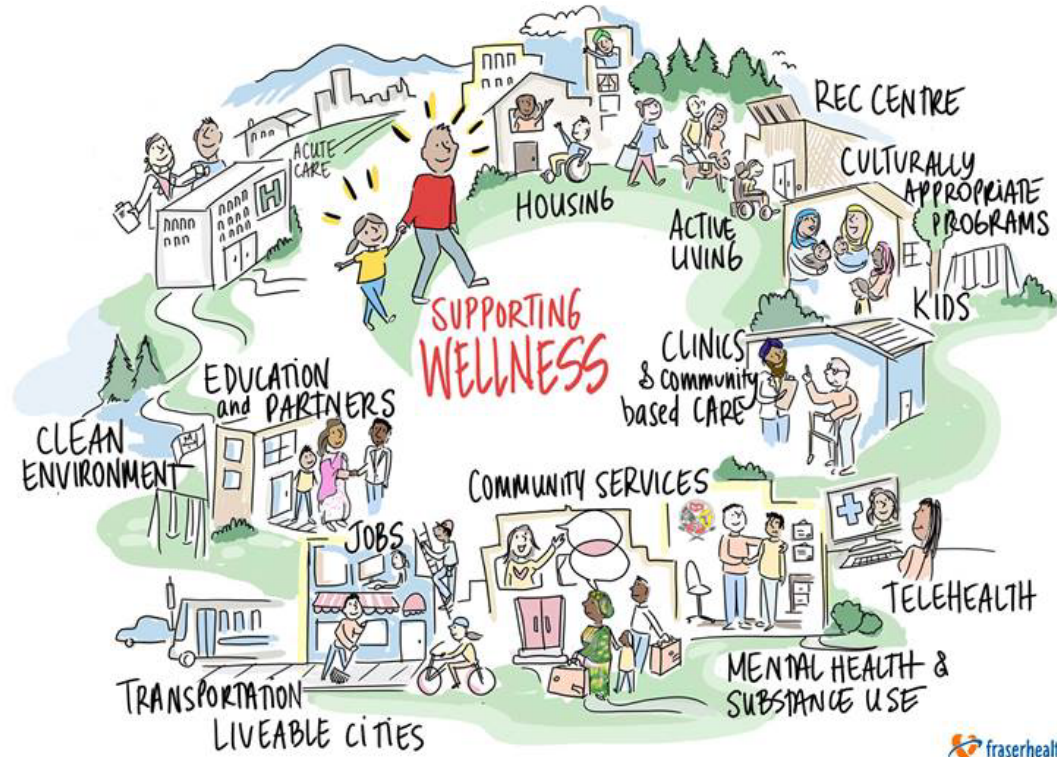 REC CENTRE
CULTURALLY
APPROPRIATE
PROGRAMS
ACUTE
CARE
H
HOUSING
ACTIVE
LIVING
KIDS
SUPPORTING
WELLNESS
CLINICS
& community
based CARE
EDUCATION
and PARTNERS
CLEAN
ENVIRONMENT
COMMUNITY SERVICES
JOBS
TELEHEALTH
MENTAL HEALTH &
SUBSTANCE USE
TRANSPORTATION
LIVEABLE CITIES
fraserhealt